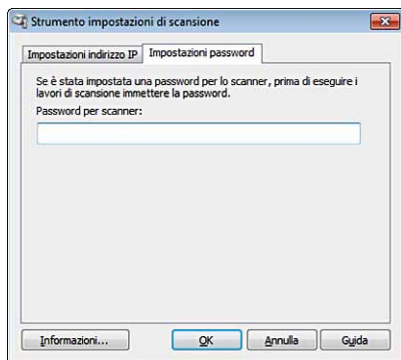 Strumento impostazioni di scansione
Impostazioni indirizzo IP
Impostazioni password
Se è stata impostata una password per lo scanner, prima di eseguire i
lavori di scansione immettere la password.
Password per scanner:
Informazioni...
OK
Annulla
Guida